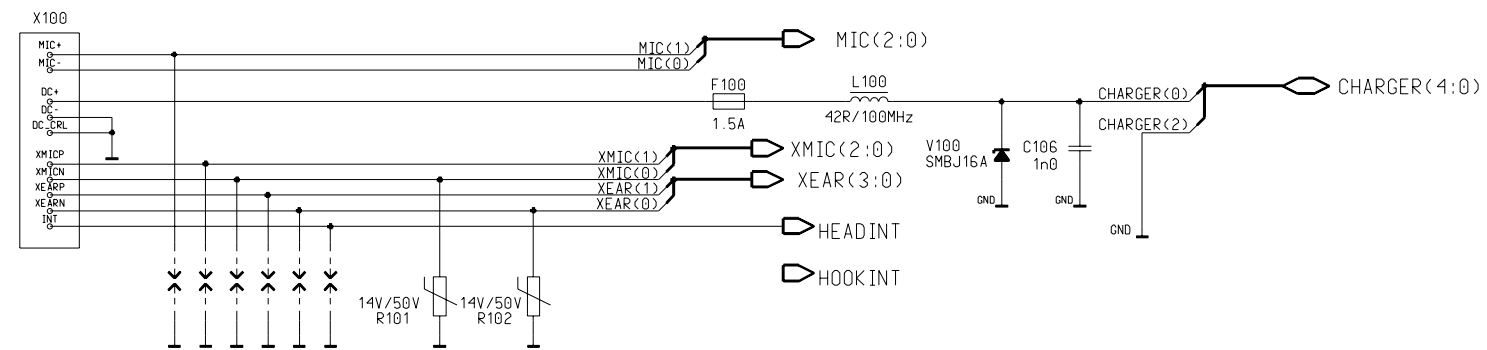 X100
MIC+
MIC-
DC+
DC-
DC_CRL
XMICP
XMICN
XEARP
XEARN
INT
MIC(1)
MIC(0)
MIC(2:0)
F100
1.5A
L100
42R/100MHz
CHARGER(0)
CHARGER(2)
CHARGER(4:0)
XMIC(1)
XMIC(0)
XMIC(2:0)
XEAR(1)
XEAR(0)
XEAR(3:0)
V100
SMBJ16A
C106
1n0
GND
GND
GND
HEADINT
HOOKINT
14V/50V
R101
14V/50V
R102